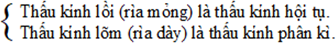 Thấu kính lồi (rìa mỏng) là thấu kính hội tụ.
Thấu kính lõm (rìa dày) là thấu kính phân kì.